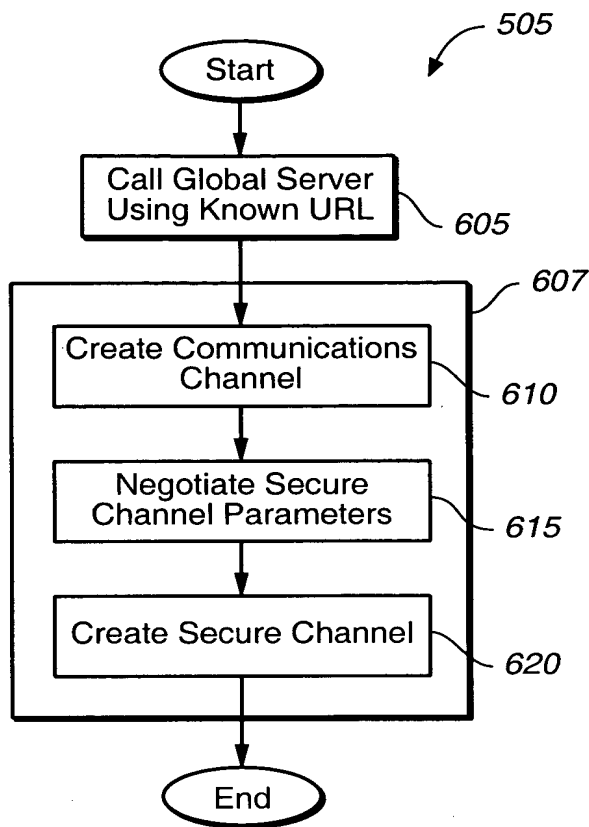 505
Start
Call Global Server
Using Known URL
605
607
Create Communications
Channel
610
Negotiate Secure
Channel Parameters
615
Create Secure Channel
620
End